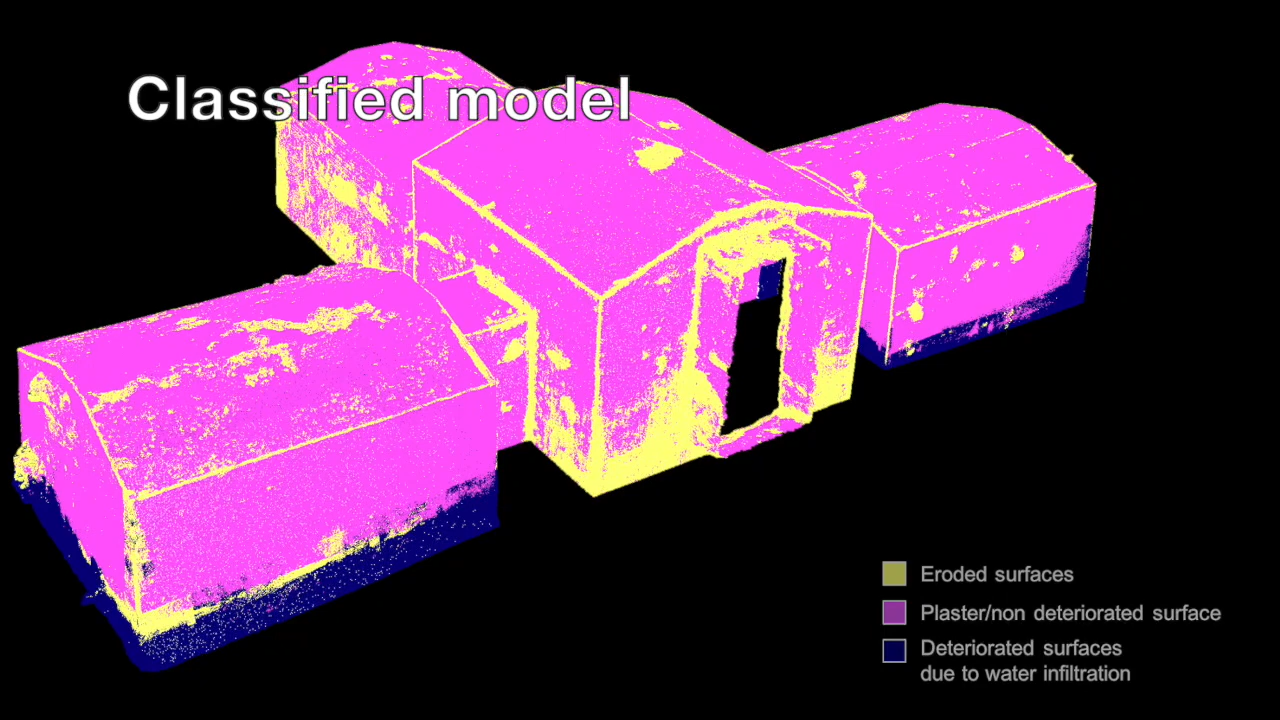 Classified model
Eroded surfaces
Plaster/non deteriorated surface
Deteriorated surfaces
due to water infiltration